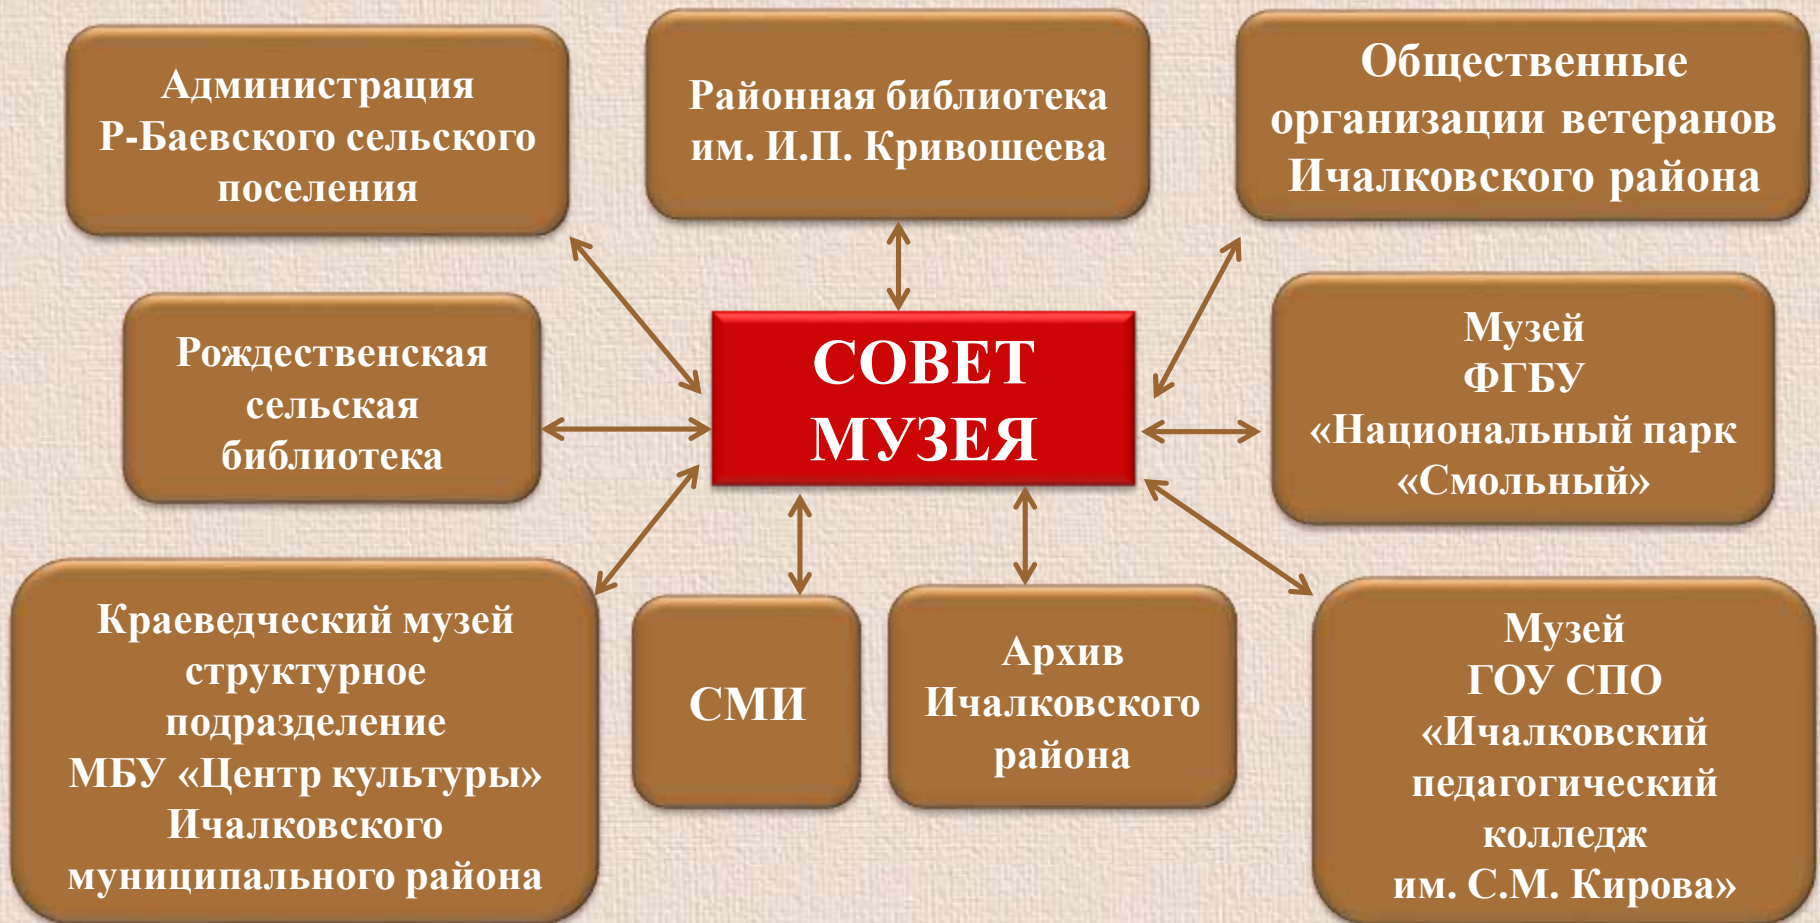 Администрация
Р-Баевского сельского
поселения
Районная библиотека
им. И.П. Кривошеева
Общественные
организации ветеранов
Ичалковского района
Рождественская
сельская
библиотека
СОВЕТ
МУЗЕЯ
Музей
ФГБУ
«Национальный парк
«Смольный»
Краеведческий музей
структурное
подразделение
МБУ «Центр культуры»
Ичалковского
муниципального района
СМИ
Архив
Ичалковского
района
Музей
ГОУ СПО
«Ичалковский
педагогический
колледж
им. С.М. Кирова»